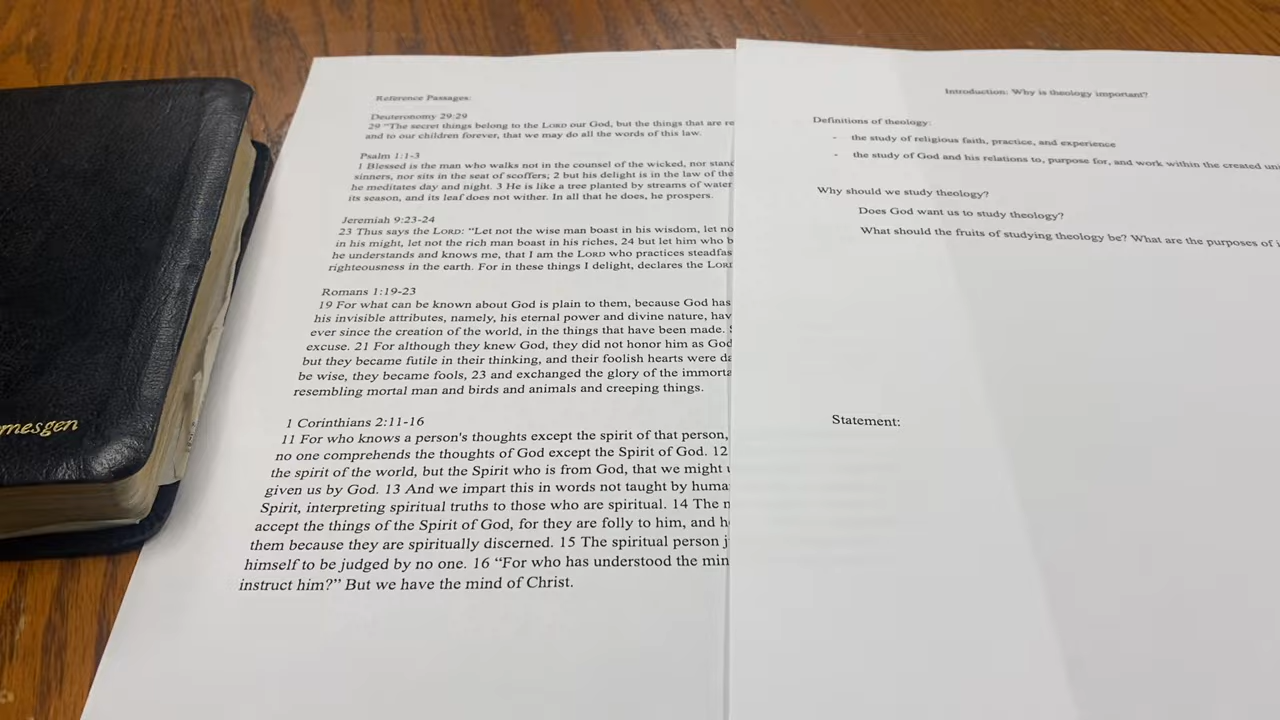 mesgen
Reference Passages:
Deuteronomy 29:29
29 “The secret things belong to the LORD our God, but the things that are
and to our children forever, that we may do all the words of this law.
Psalm 1:1-3
1 Blessed is the man who walks not in the counsel of the wicked, nor
sinners, nor sits in the seat of scoffers; 2 but his delight is in the law of the
he meditates day and night. 3 He is like a tree planted by streams of water
its season, and its leaf does not wither. In all that he does, he prospers.
Jeremiah 9:23-24
23 Thus says the LORD: “Let not the wise man boast in his wisdom, let
in his might, let not the rich man boast in his riches, 24 but let him who
he understands and knows me, that I am the LORD who practices
righteousness in the earth. For in these things I delight, declares the
Romans 1:19-23
19 For what can be known about God is plain to them, because God has
his invisible attributes, namely, his eternal power and divine nature,
ever since the creation of the world, in the things that have been made.
excuse. 21 For although they knew God, they did not honor him as God
but they became futile in their thinking, and their foolish hearts were
be wise, they became fools, 23 and exchanged the glory of the
resembling mortal man and birds and animals and creeping things.
1 Corinthians 2:11-16
11 For who knows a person's thoughts except the spirit of that person,
no one comprehends the thoughts of God except the Spirit of God. 12
the spirit of the world, but the Spirit who is from God, that we might
given us by God. 13 And we impart this in words not taught by
Spirit, interpreting spiritual truths to those who are spiritual. 14 The
accept the things of the Spirit of God, for they are folly to him, and
them because they are spiritually discerned. 15 The spiritual person
himself to be judged by no one. 16 “For who has understood the
instruct him?” But we have the mind of Christ.
Introduction: Why is theology important?
Definitions of theology:
- the study of religious faith, practice, and experience
- the study of God and his relations to, purpose for, and work within the created
Why should we study theology?
Does God want us to study theology?
What should the fruits of studying theology be? What are the purposes of
Statement: